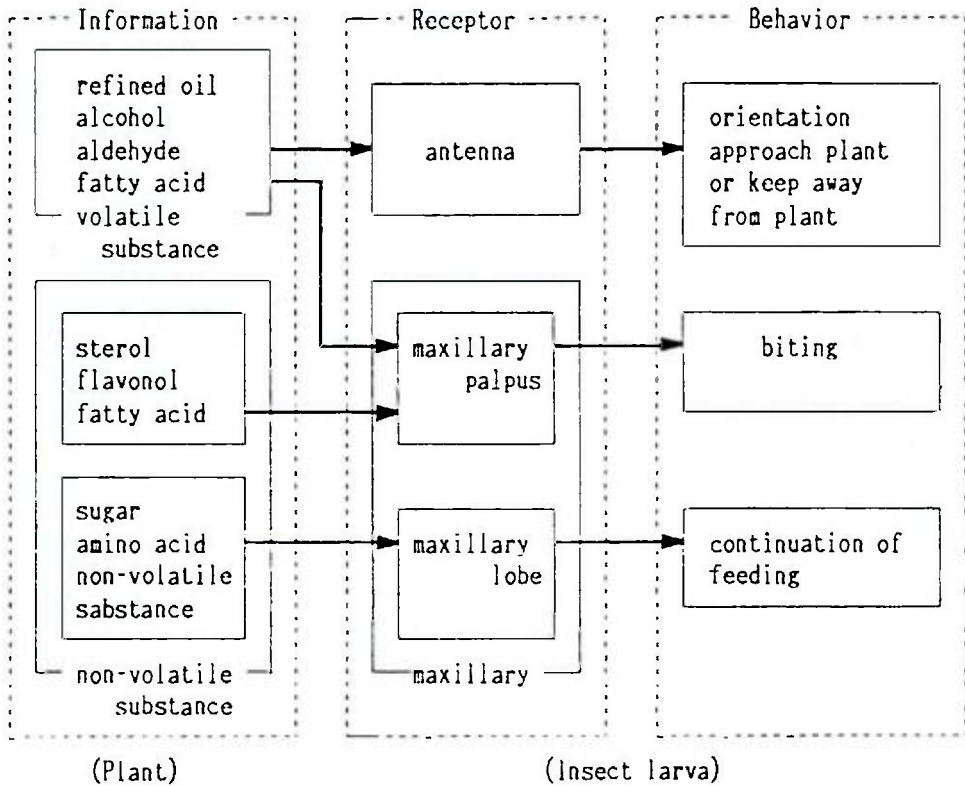 Information
refined oil
alcohol
aldehyde
fatty acid
volatile
substance
sterol
flavonol
fatty acid
sugar
amino acid
non-volatile
sabstance
non-volatile
substance
(Plant)
Receptor
antenna
maxillary
palpus
maxillary
lobe
maxillary
Behavior
orientation
approach plant
or keep away
from plant
biting
continuation of
feeding
(Insect larva)